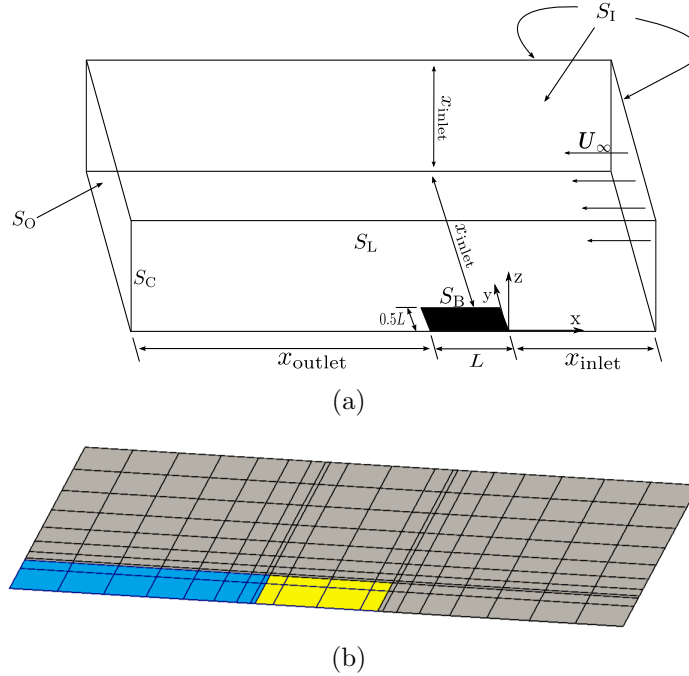 S_I
x_inlet
U_∞
S_O
x_inlet
S_L
S_C
S_B
z
y
0.5L
x
x_outlet
L
x_inlet
(a)
(b)